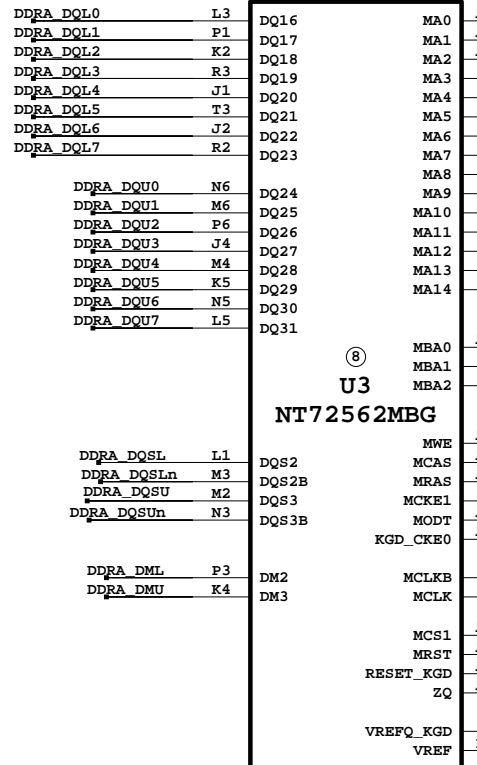 DDRA_DQL0 L3 DQ16 MA0
DDRA_DQL1 P1 DQ17 MA1
DDRA_DQL2 K2 DQ18 MA2
DDRA_DQL3 R3 DQ19 MA3
DDRA_DQL4 J1 DQ20 MA4
DDRA_DQL5 T3 DQ21 MA5
DDRA_DQL6 J2 DQ22 MA6
DDRA_DQL7 R2 DQ23 MA7
MA8
DDRA_DQU0 N6 DQ24 MA9
DDRA_DQU1 M6 DQ25 MA10
DDRA_DQU2 P6 DQ26 MA11
DDRA_DQU3 J4 DQ27 MA12
DDRA_DQU4 M4 DQ28 MA13
DDRA_DQU5 K5 DQ29 MA14
DDRA_DQU6 N5 DQ30
DDRA_DQU7 L5 DQ31
MBA0
8
MBA1
U3 MBA2
NT72562MBG
MWE
DDRA_DQSL L1 DQS2 MCAS
DDRA_DQSLn M3 DQS2B MRAS
DDRA_DQSU M2 DQS3 MCKE1
DDRA_DQSUn N3 DQS3B MODT
KGD_CKE0
DDRA_DML P3 DM2 MCLKB
DDRA_DMU K4 DM3 MCLK
MCS1
MRST
RESET_KGD
ZQ
VREFQ_KGD
VREF